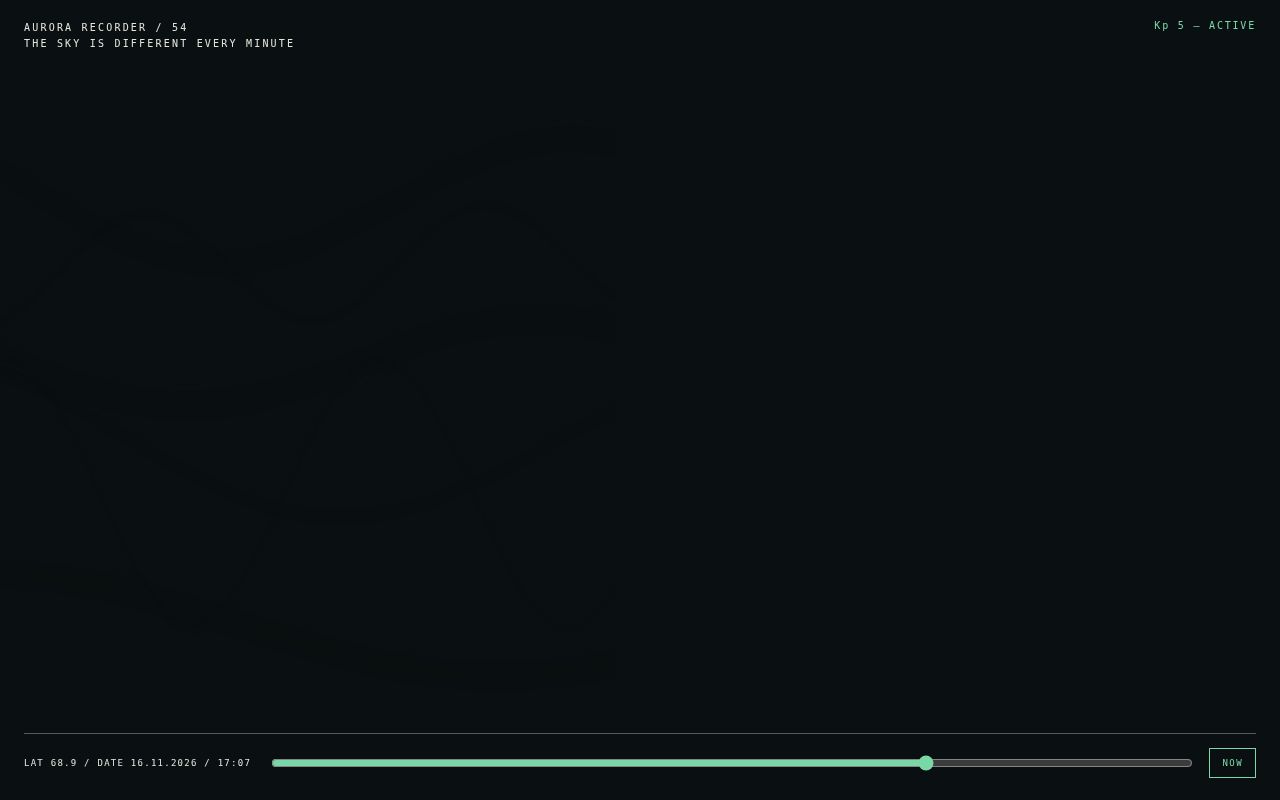 AURORA RECORDER / 54
THE SKY IS DIFFERENT EVERY MINUTE
Kp 5 — ACTIVE
LAT 68.9 / DATE 16.11.2026 / 17:07
NOW